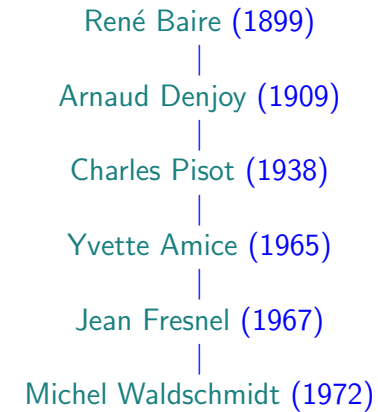 René Baire (1899)
Arnaud Denjoy (1909)
Charles Pisot (1938)
Yvette Amice (1965)
Jean Fresnel (1967)
Michel Waldschmidt (1972)